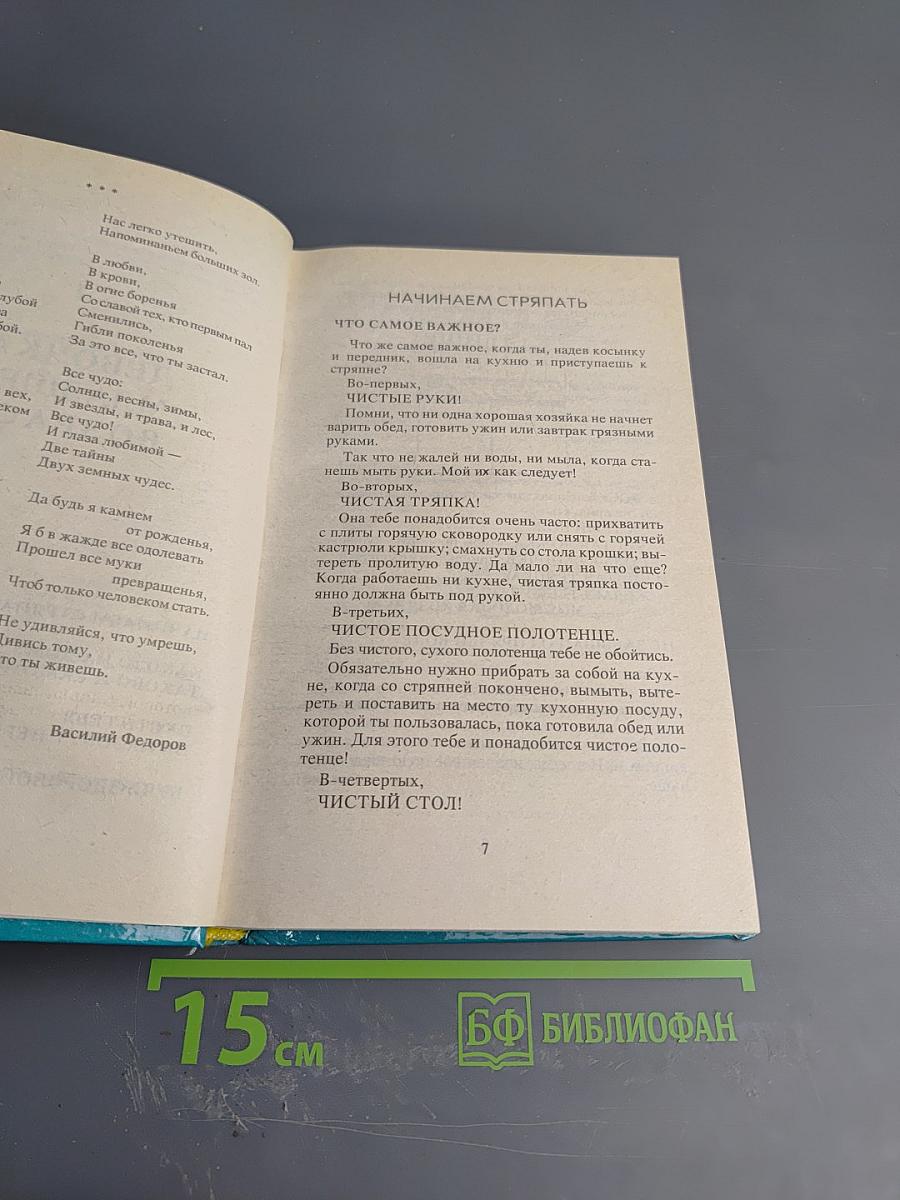 * * *
Нас легко утешить,
Напоминаньем больших зол.
В любви,
В крови,
В огне боренья
Со славой тех, кто первым пал
Сменились,
Гибли поколенья
За это все, что ты застал.
Все чудо:
Солнце, весны, зимы,
И звезды, и трава, и лес,
Все чудо!
И глаза любимой —
Две тайны
Двух земных чудес.
Да будь я камнем
от рожденья,
Я б в жажде все одолевать
Прошел все муки
превращенья,
Чтоб только человеком стать.
Не удивляйся, что умрешь,
Дивись тому,
то ты живешь.
Василий Федоров
НАЧИНАЕМ СТРЯПАТЬ
ЧТО САМОЕ ВАЖНОЕ?
Что же самое важное, когда ты, надев косынку
и передник, вошла на кухню и приступаешь к
стряпне?
Во-первых,
ЧИСТЫЕ РУКИ!
Помни, что ни одна хорошая хозяйка не начнет
варить обед, готовить ужин или завтрак грязными
руками.
Так что не жалей ни воды, ни мыла, когда ста-
нешь мыть руки. Мой их как следует!
Во-вторых,
ЧИСТАЯ ТРЯПКА!
Она тебе понадобится очень часто: прихватить
с плиты горячую сковородку или снять с горячей
кастрюли крышку; смахнуть со стола крошки; вы-
тереть пролитую воду. Да мало ли на что еще?
Когда работаешь ни кухне, чистая тряпка посто-
янно должна быть под рукой.
В-третьих,
ЧИСТОЕ ПОСУДНОЕ ПОЛОТЕНЦЕ.
Без чистого, сухого полотенца тебе не обойтись.
Обязательно нужно прибрать за собой на кух-
не, когда со стряпней покончено, вымыть, выте-
реть и поставить на место ту кухонную посуду,
которой ты пользовалась, пока готовила обед или
ужин. Для этого тебе и понадобится чистое поло-
тенце!
В-четвертых,
ЧИСТЫЙ СТОЛ!
7
15 см
БФ БИБЛИОФАН